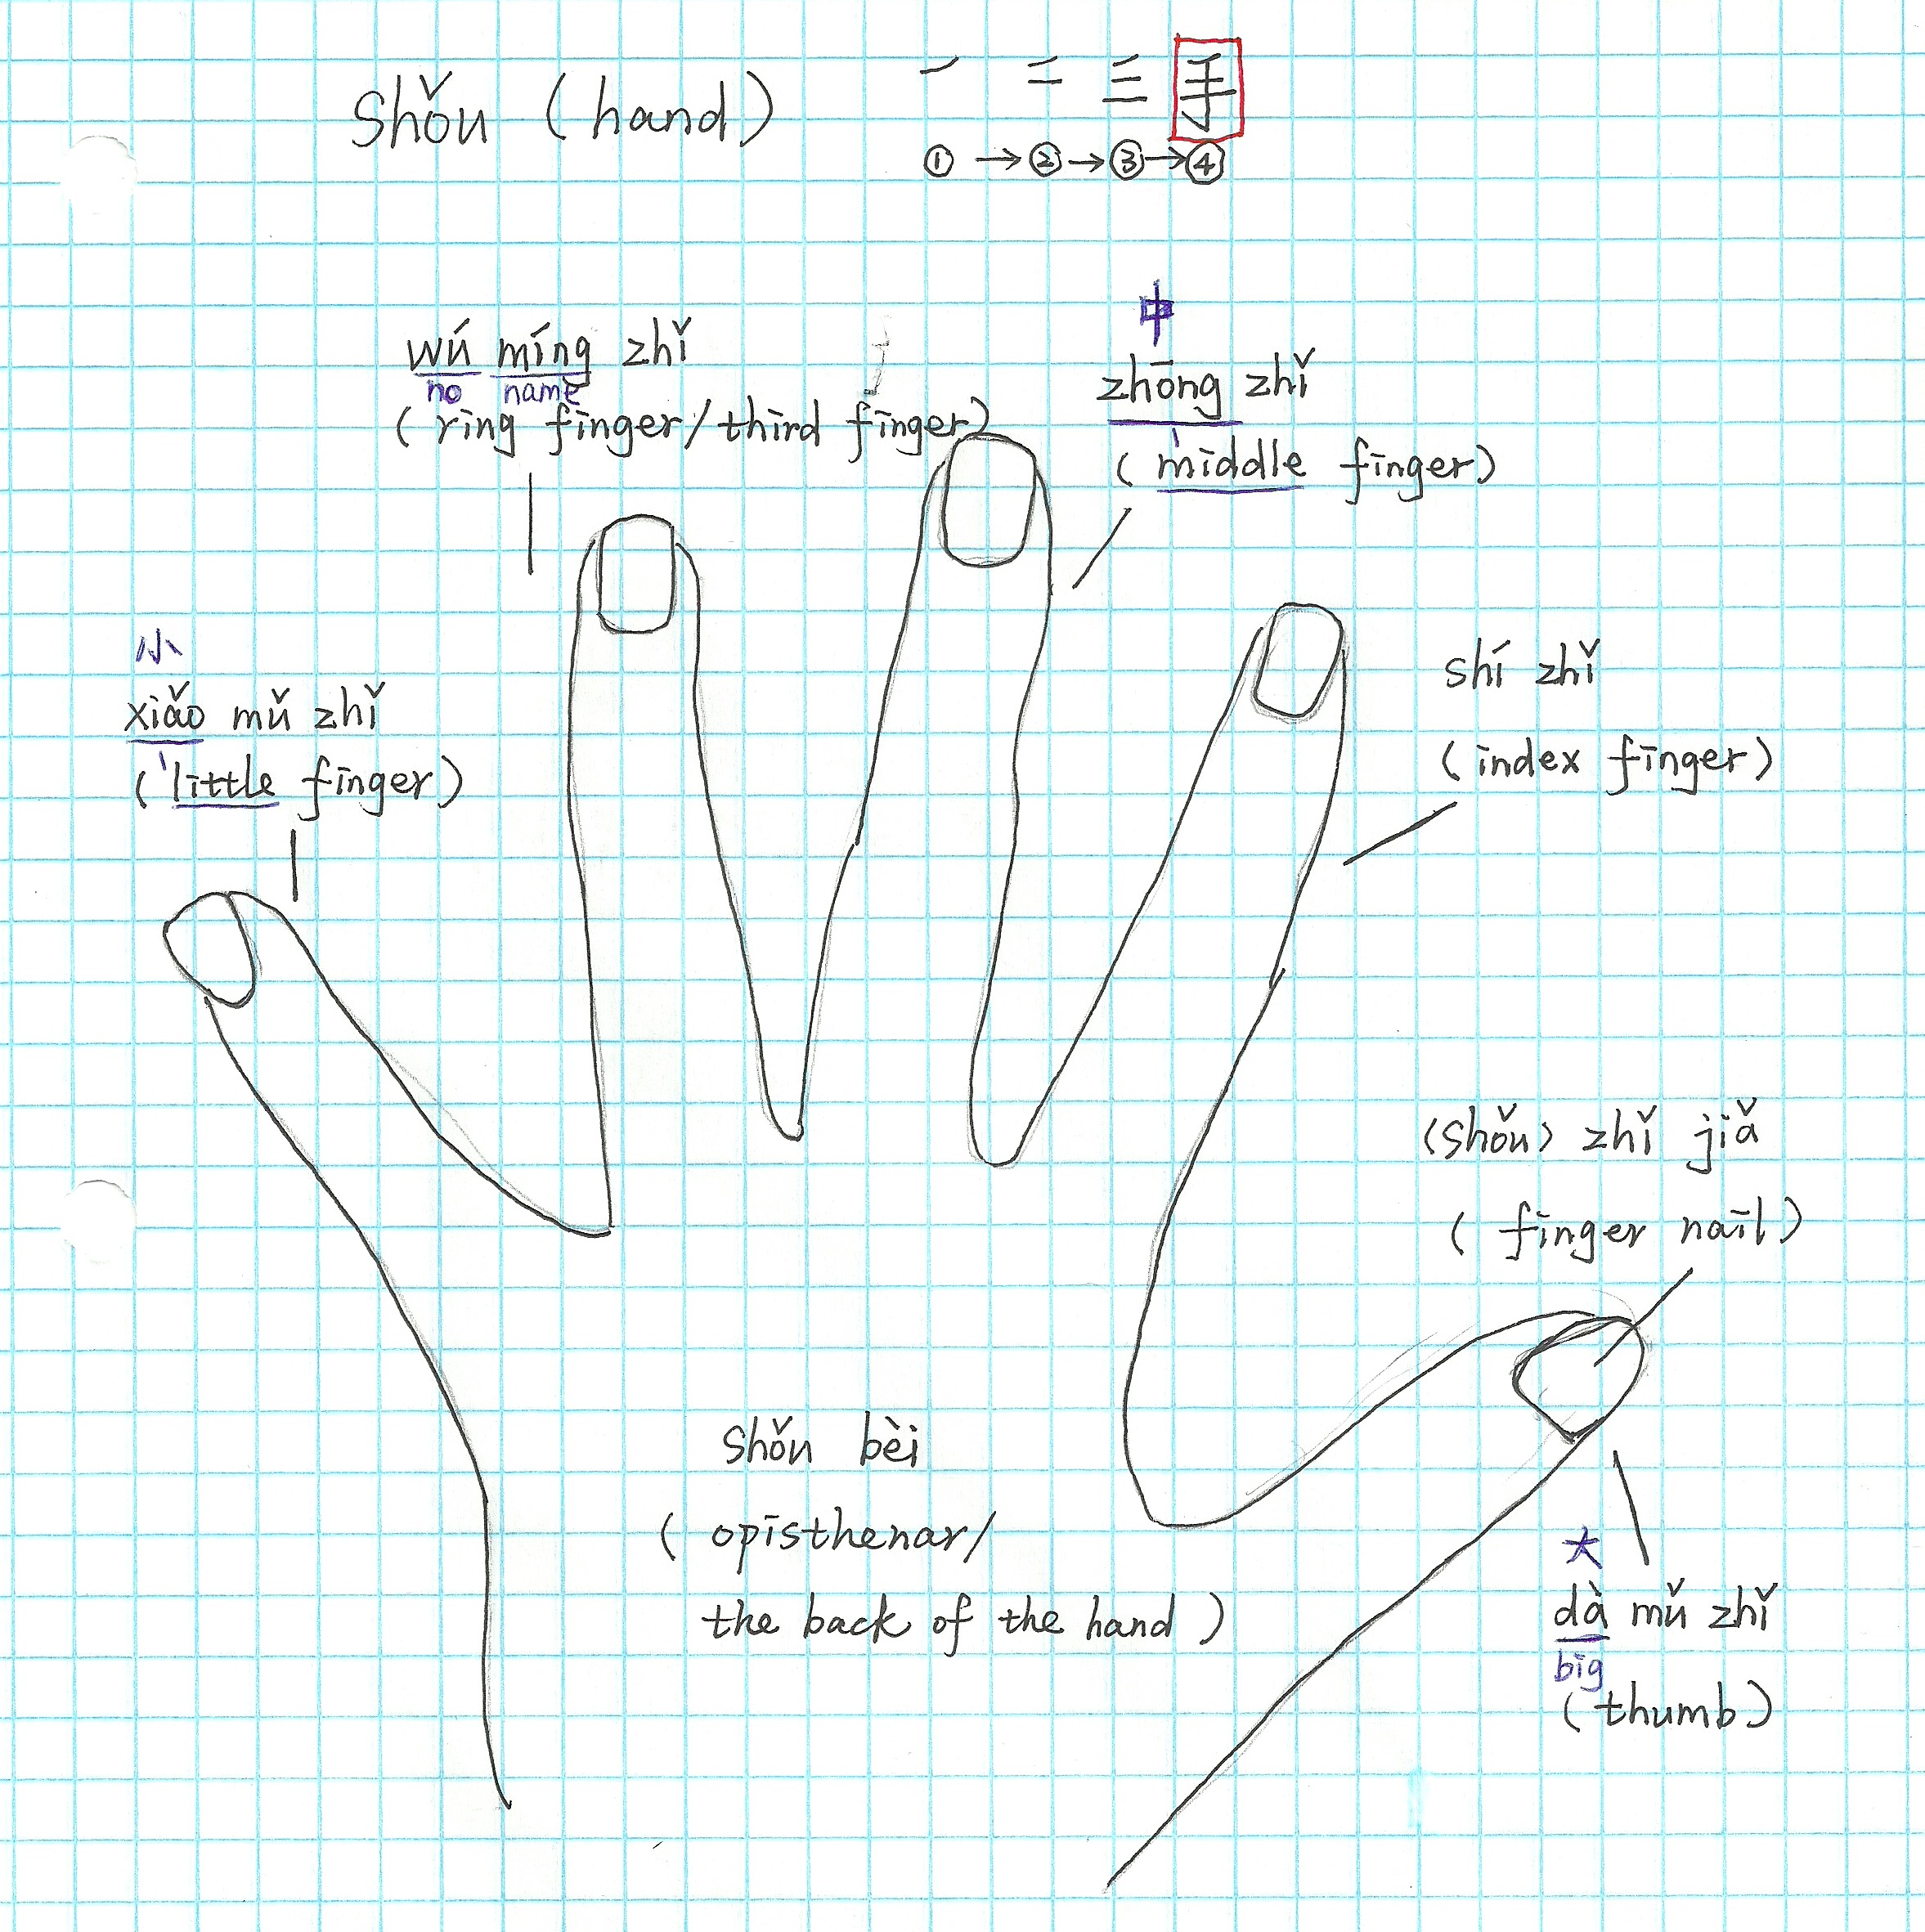 Shǒu (hand)
一 二 三 手
① → ② → ③ → ④
wú míng zhǐ
no name
(ring finger/third finger)
中
zhōng zhǐ
(middle finger)
小
xiǎo mǔ zhǐ
(little finger)
shí zhǐ
(index finger)
(Shǒu) zhǐ jiǎ
(finger nail)
Shǒu bèi
(opisthenar/
the back of the hand)
大
dà mǔ zhǐ
big
(thumb)